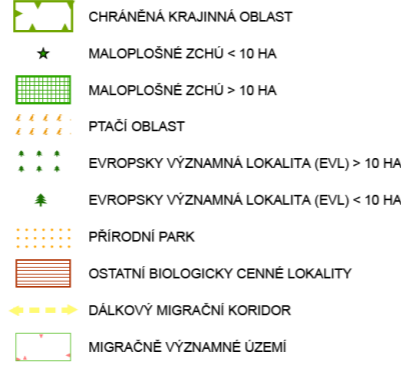 CHRÁNĚNÁ KRAJINNÁ OBLAST
MALOPLOŠNÉ ZCHÚ < 10 HA
MALOPLOŠNÉ ZCHÚ > 10 HA
PTAČÍ OBLAST
EVROPSKY VÝZNAMNÁ LOKALITA (EVL) > 10 HA
EVROPSKY VÝZNAMNÁ LOKALITA (EVL) < 10 HA
PŘÍRODNÍ PARK
OSTATNÍ BIOLOGICKY CENNÉ LOKALITY
DÁLKOVÝ MIGRAČNÍ KORIDOR
MIGRAČNĚ VÝZNAMNÉ ÚZEMÍ